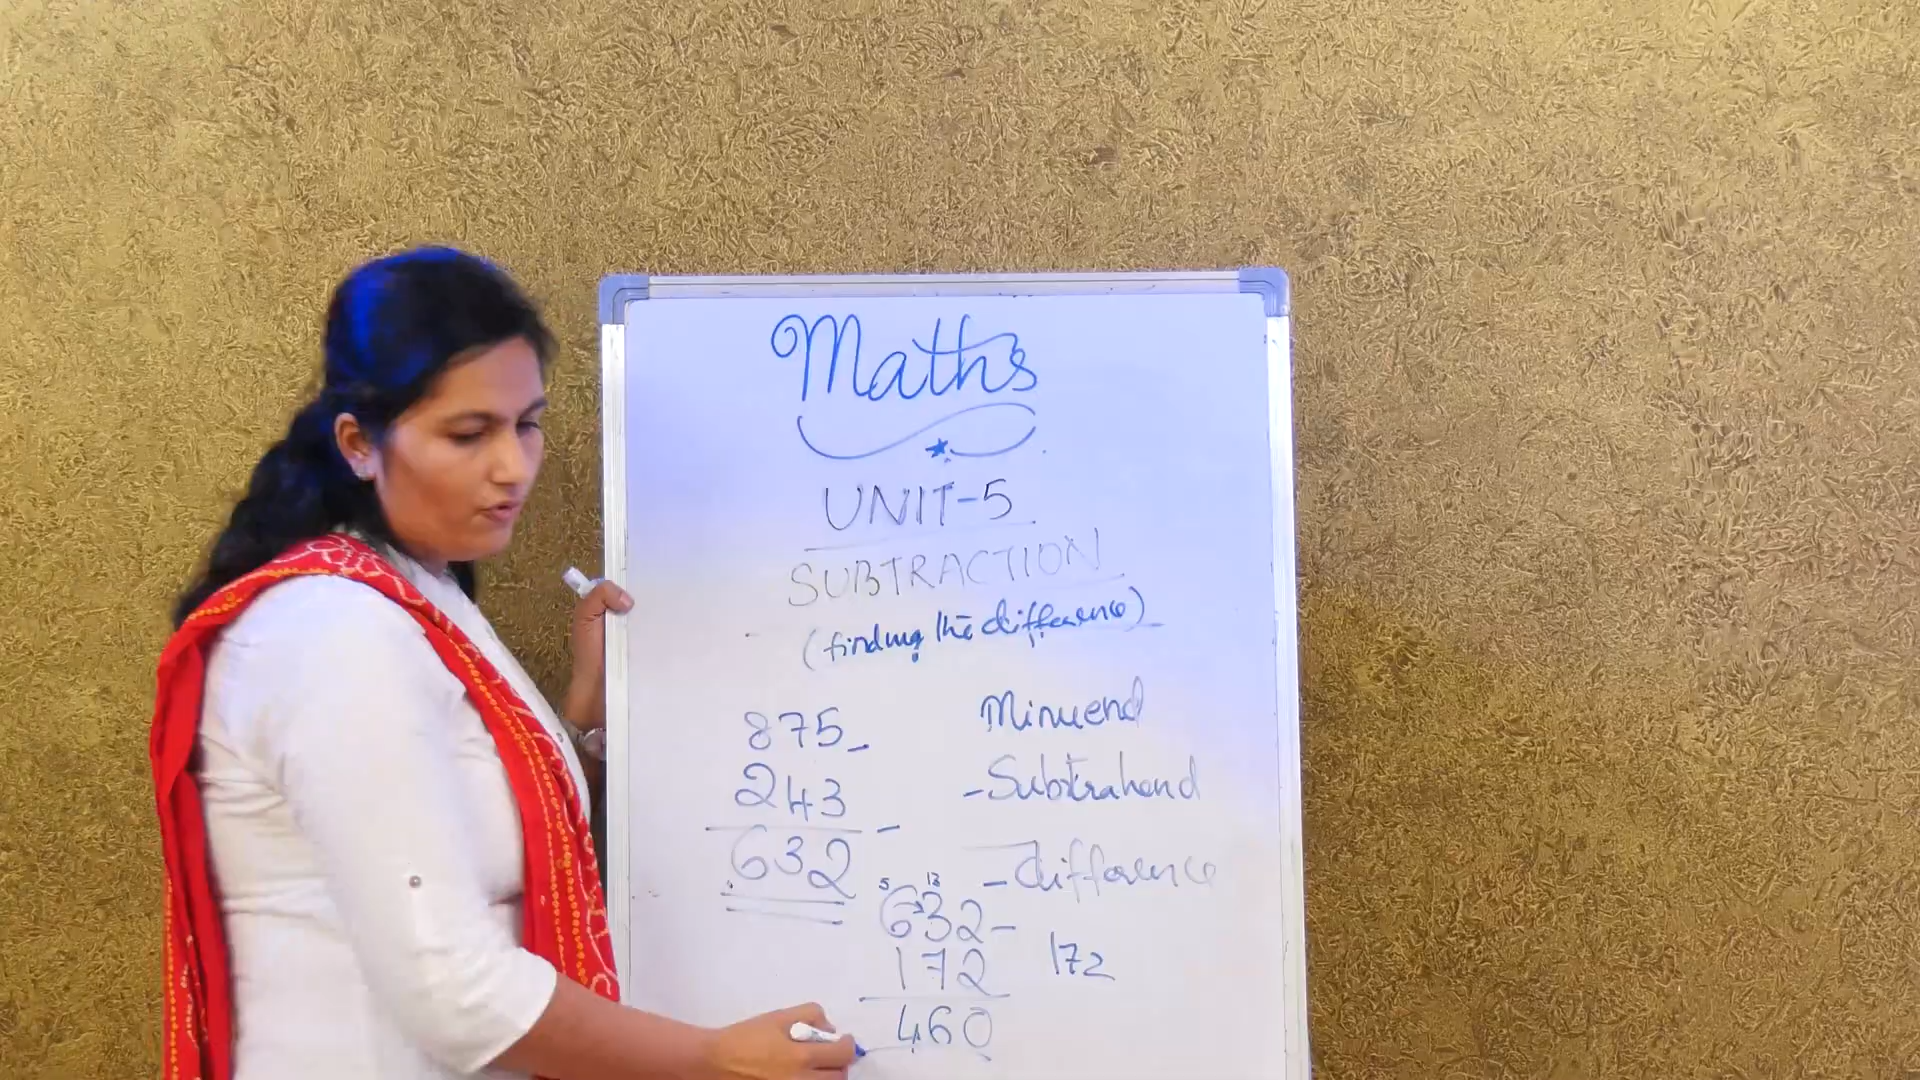 Maths
UNIT-5
SUBTRACTION
(finding the difference)
875 -
243
632
Minuend
- Subtrahend
- difference
5 13
632 -
172
460
172